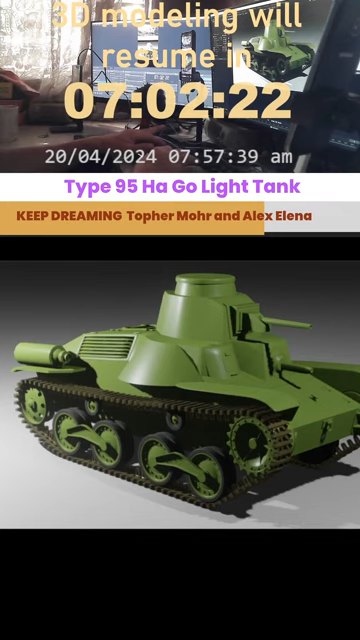 3D modeling will
resume in
07:02:22
20/04/2024 07:57:39 am
Type 95 Ha Go Light Tank
KEEP DREAMING Topher Mohr and Alex Elena